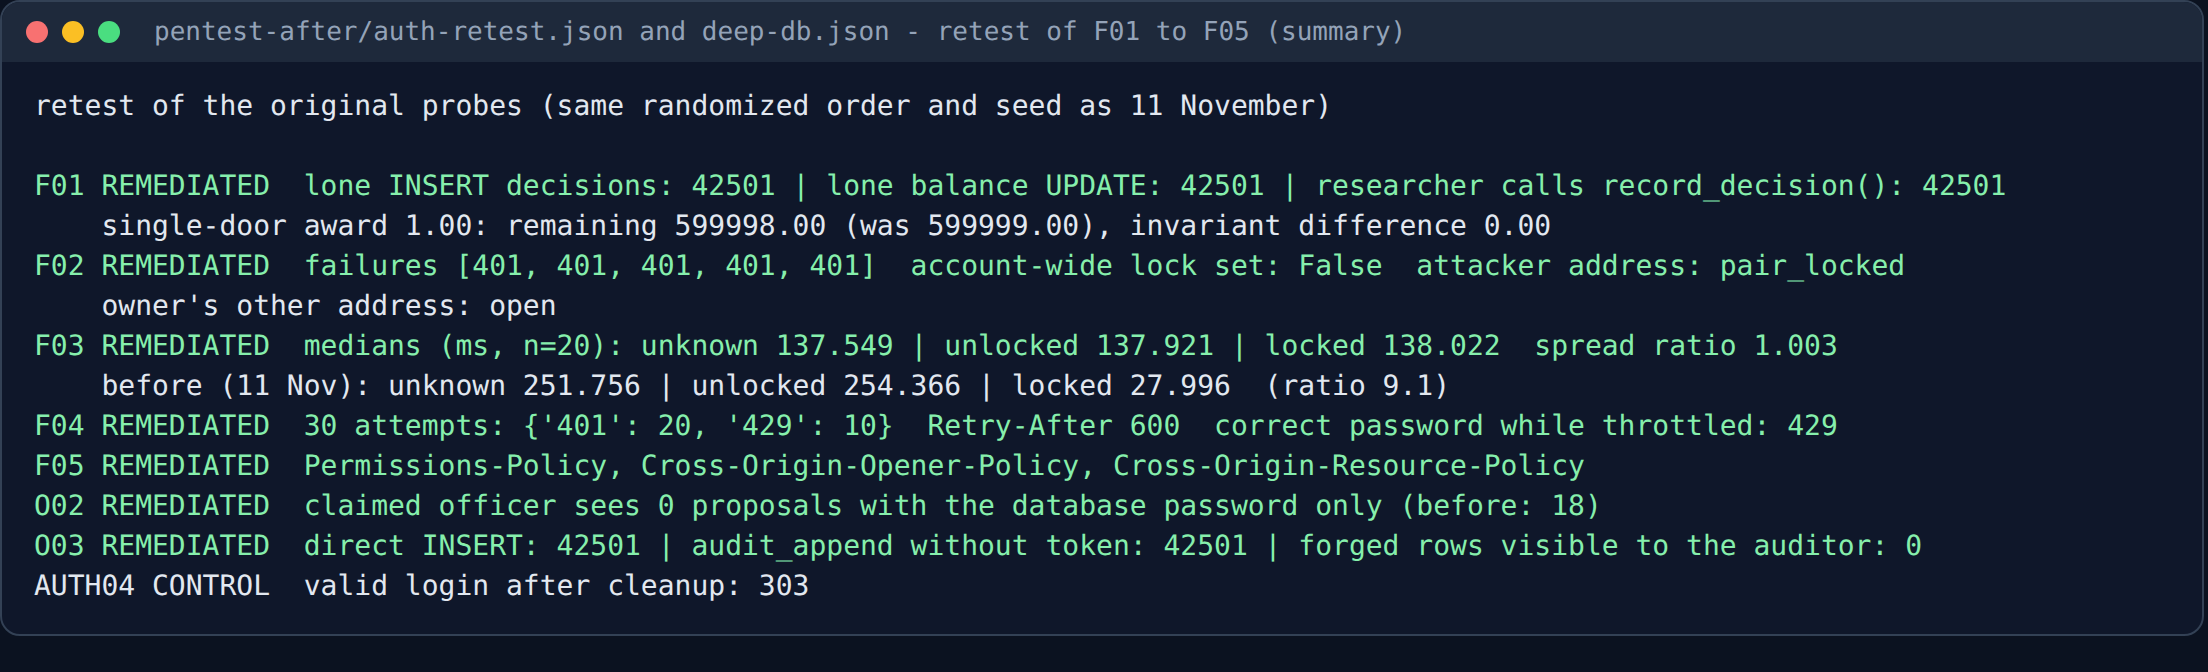 pentest-after/auth-retest.json and deep-db.json - retest of F01 to F05 (summary)
retest of the original probes (same randomized order and seed as 11 November)
F01 REMEDIATED  lone INSERT decisions: 42501 | lone balance UPDATE: 42501 | researcher calls record_decision(): 42501
    single-door award 1.00: remaining 599998.00 (was 599999.00), invariant difference 0.00
F02 REMEDIATED  failures [401, 401, 401, 401, 401]  account-wide lock set: False  attacker address: pair_locked
    owner's other address: open
F03 REMEDIATED  medians (ms, n=20): unknown 137.549 | unlocked 137.921 | locked 138.022  spread ratio 1.003
    before (11 Nov): unknown 251.756 | unlocked 254.366 | locked 27.996  (ratio 9.1)
F04 REMEDIATED  30 attempts: {'401': 20, '429': 10}  Retry-After 600  correct password while throttled: 429
F05 REMEDIATED  Permissions-Policy, Cross-Origin-Opener-Policy, Cross-Origin-Resource-Policy
O02 REMEDIATED  claimed officer sees 0 proposals with the database password only (before: 18)
O03 REMEDIATED  direct INSERT: 42501 | audit_append without token: 42501 | forged rows visible to the auditor: 0
AUTH04 CONTROL  valid login after cleanup: 303